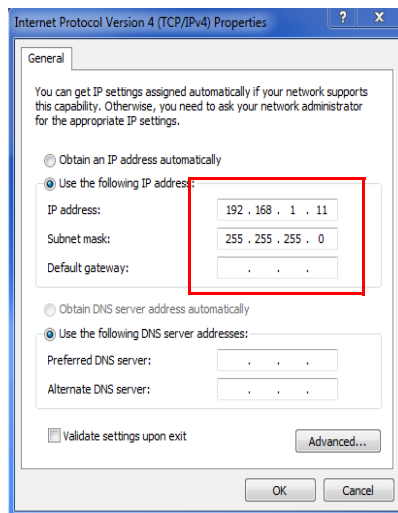 Internet Protocol Version 4 (TCP/IPv4) Properties ? X
General
You can get IP settings assigned automatically if your network supports
this capability. Otherwise, you need to ask your network administrator
for the appropriate IP settings.
Obtain an IP address automatically
Use the following IP address:
IP address: 192 . 168 . 1 . 11
Subnet mask: 255 . 255 . 255 . 0
Default gateway: . . .
Obtain DNS server address automatically
Use the following DNS server addresses:
Preferred DNS server: . . .
Alternate DNS server: . . .
Validate settings upon exit
Advanced...
OK Cancel